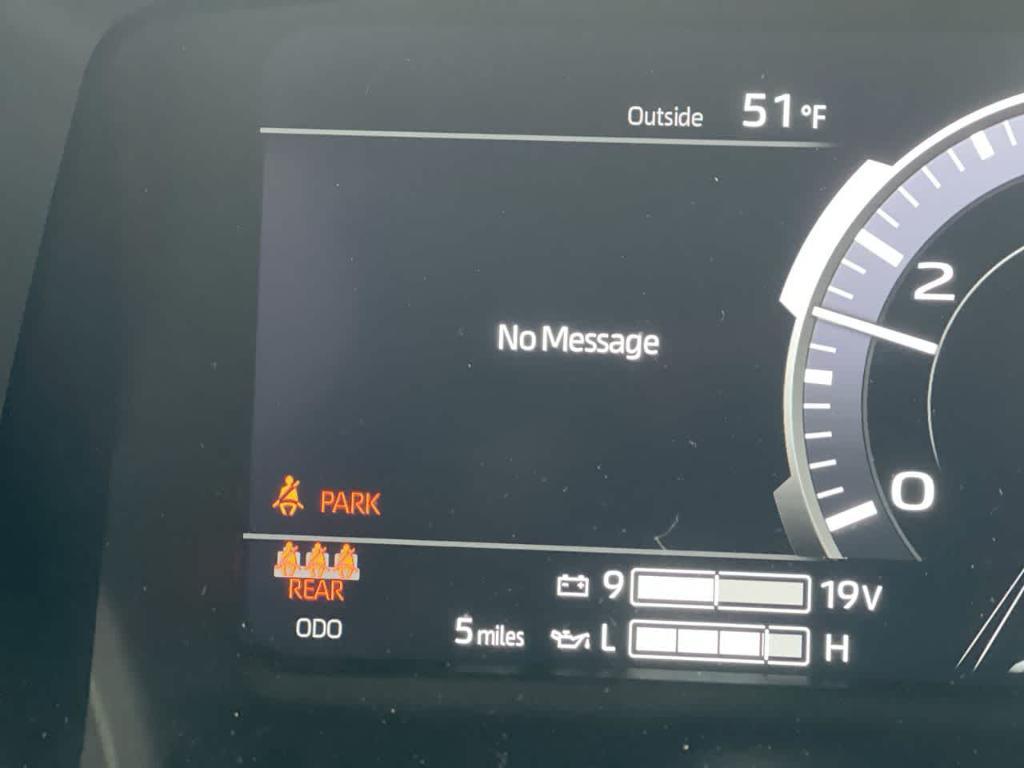 Outside 51°F
2
No Message
0
PARK
REAR
9 19V
ODO 5 miles L H